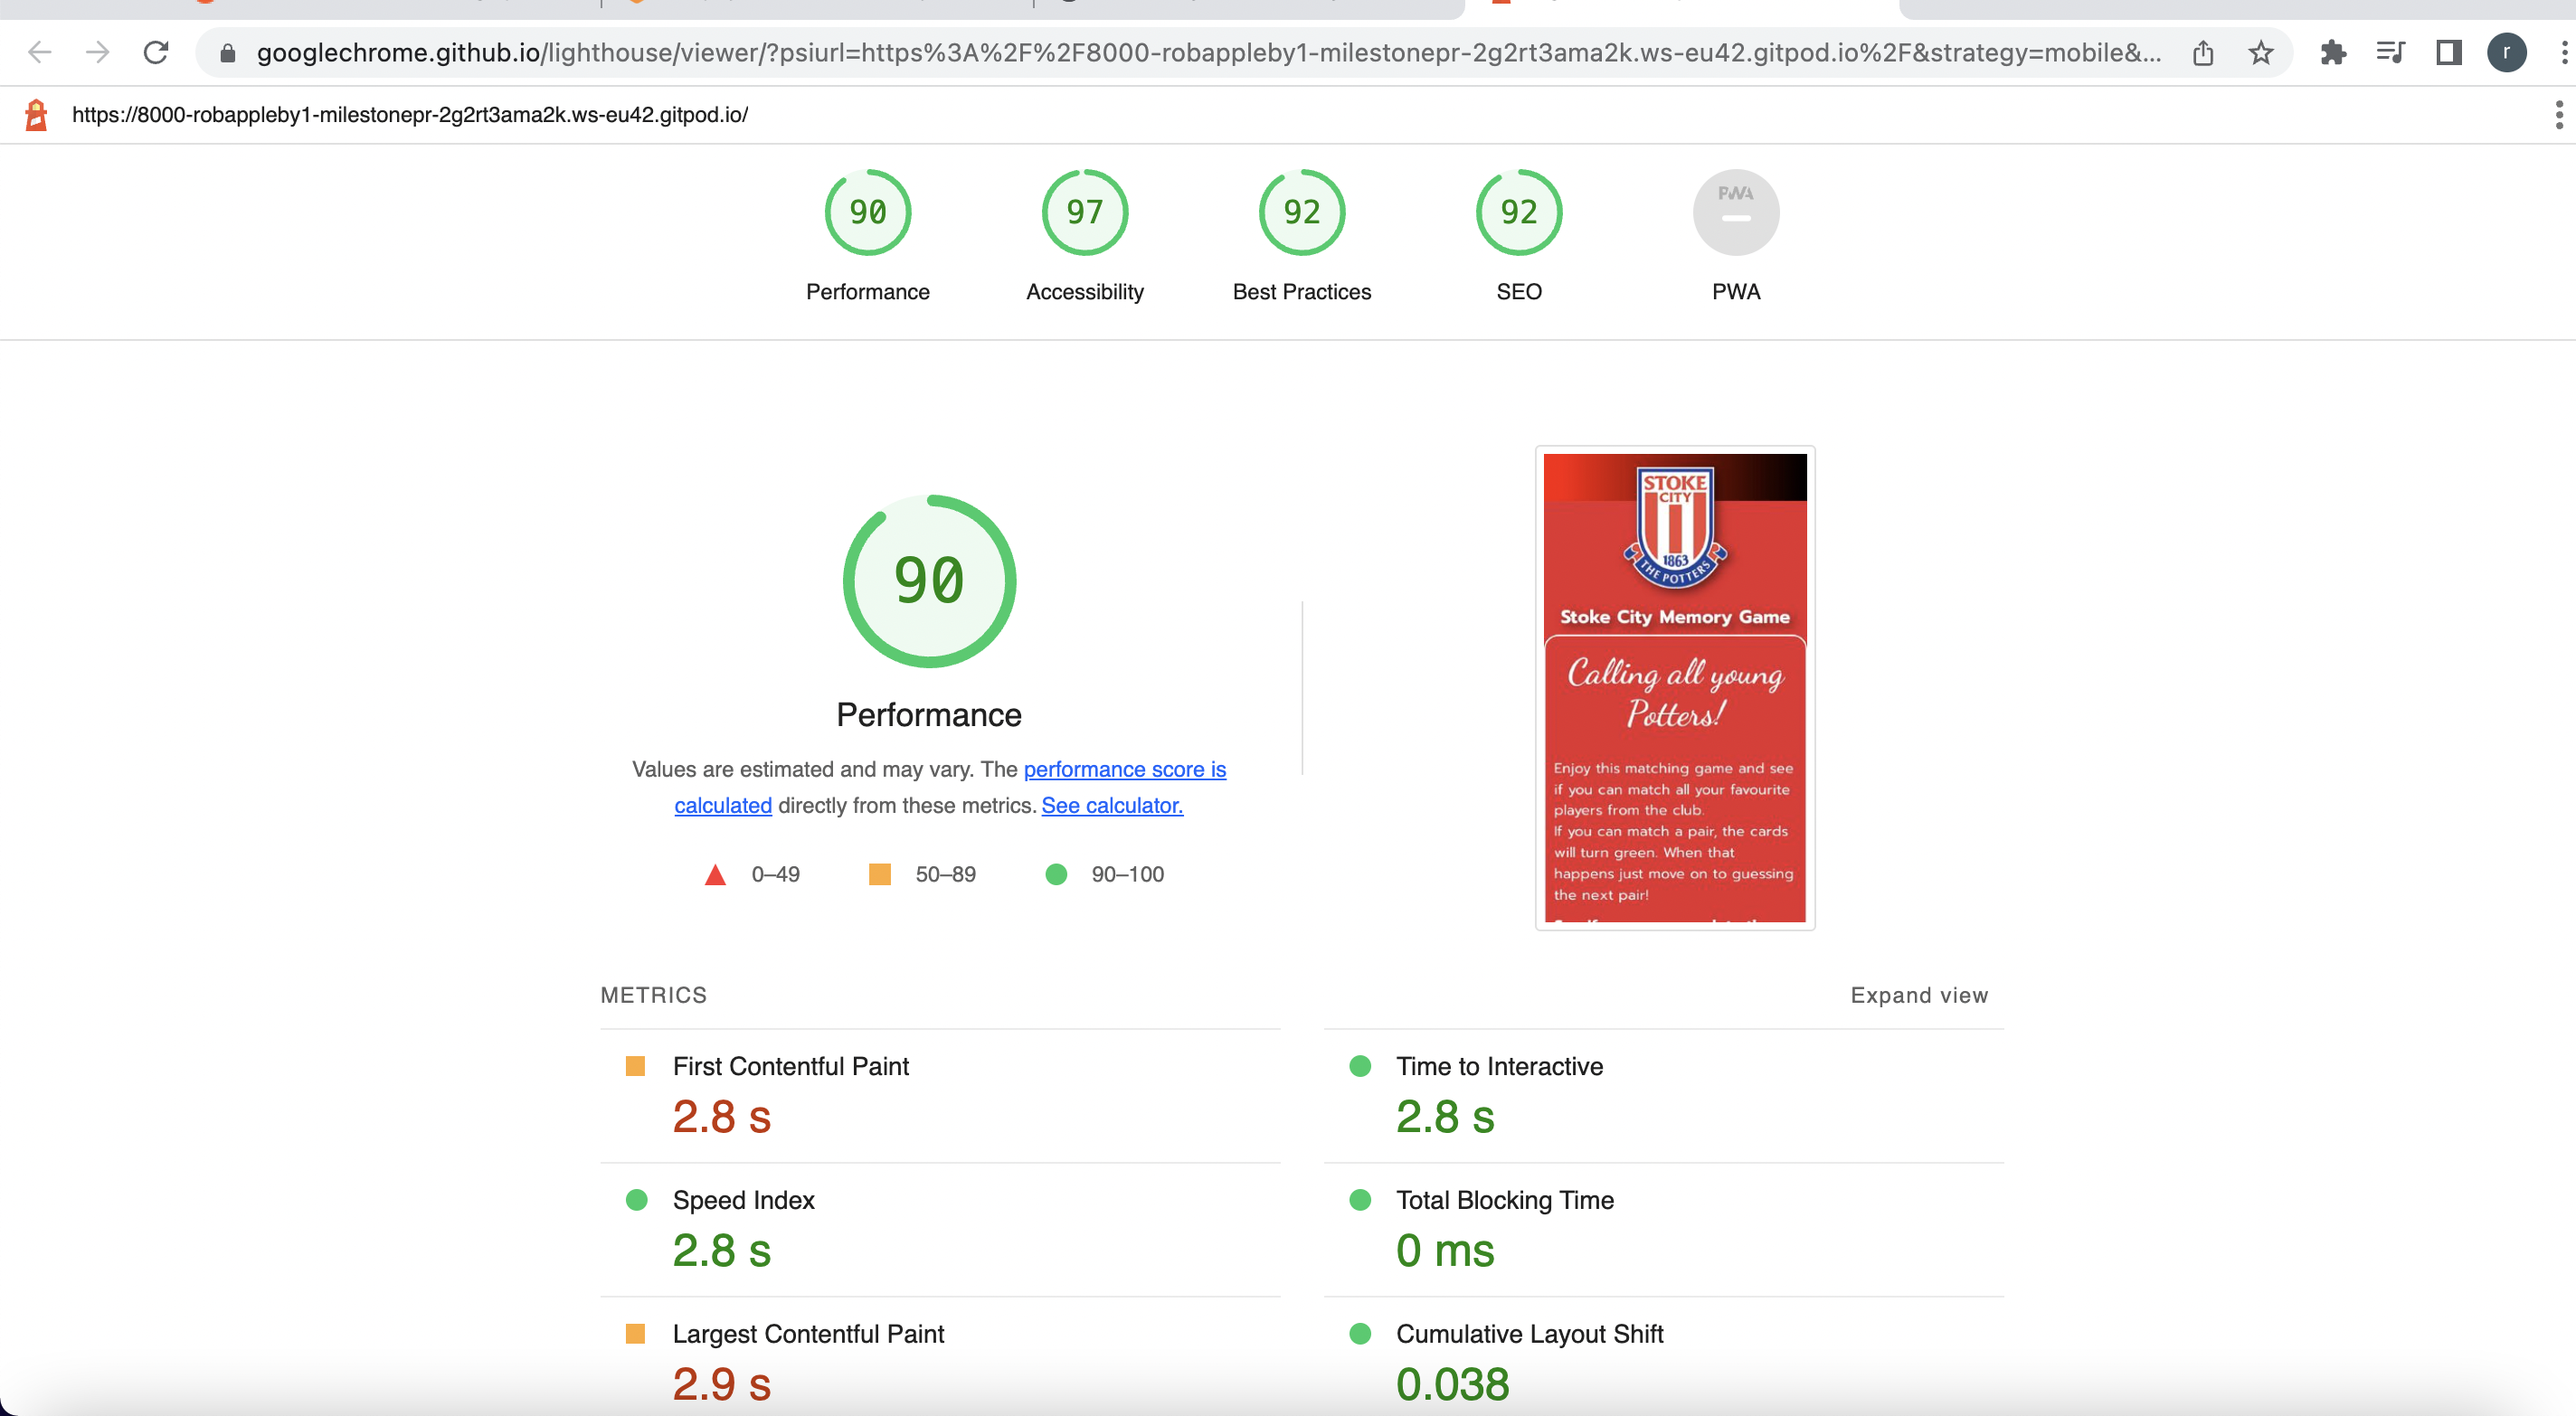 googlechrome.github.io/lighthouse/viewer/?psiurl=https%3A%2F%2F8000-robappleby1-milestonepr-2g2rt3ama2k.ws-eu42.gitpod.io%2F&strategy=mobile&...
r
https://8000-robappleby1-milestonepr-2g2rt3ama2k.ws-eu42.gitpod.io/
90
97
92
92
PWA
Performance
Accessibility
Best Practices
SEO
PWA
90
Performance
Values are estimated and may vary. The performance score is
calculated directly from these metrics. See calculator.
0–49
50–89
90–100
STOKE
CITY
1863
THE POTTERS
Stoke City Memory Game
Calling all young
Potters!
Enjoy this matching game and see
if you can match all your favourite
players from the club.
If you can match a pair, the cards
will turn green. When that
happens just move on to guessing
the next pair!
METRICS
Expand view
First Contentful Paint
2.8 s
Time to Interactive
2.8 s
Speed Index
2.8 s
Total Blocking Time
0 ms
Largest Contentful Paint
2.9 s
Cumulative Layout Shift
0.038